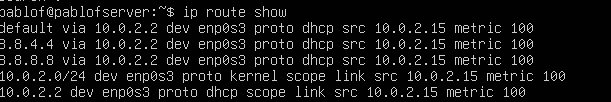 pablof@pablofserver:~$ ip route show
default via 10.0.2.2 dev enp0s3 proto dhcp src 10.0.2.15 metric 100
8.8.4.4 via 10.0.2.2 dev enp0s3 proto dhcp src 10.0.2.15 metric 100
8.8.8.8 via 10.0.2.2 dev enp0s3 proto dhcp src 10.0.2.15 metric 100
10.0.2.0/24 dev enp0s3 proto kernel scope link src 10.0.2.15 metric 100
10.0.2.2 dev enp0s3 proto dhcp scope link src 10.0.2.15 metric 100